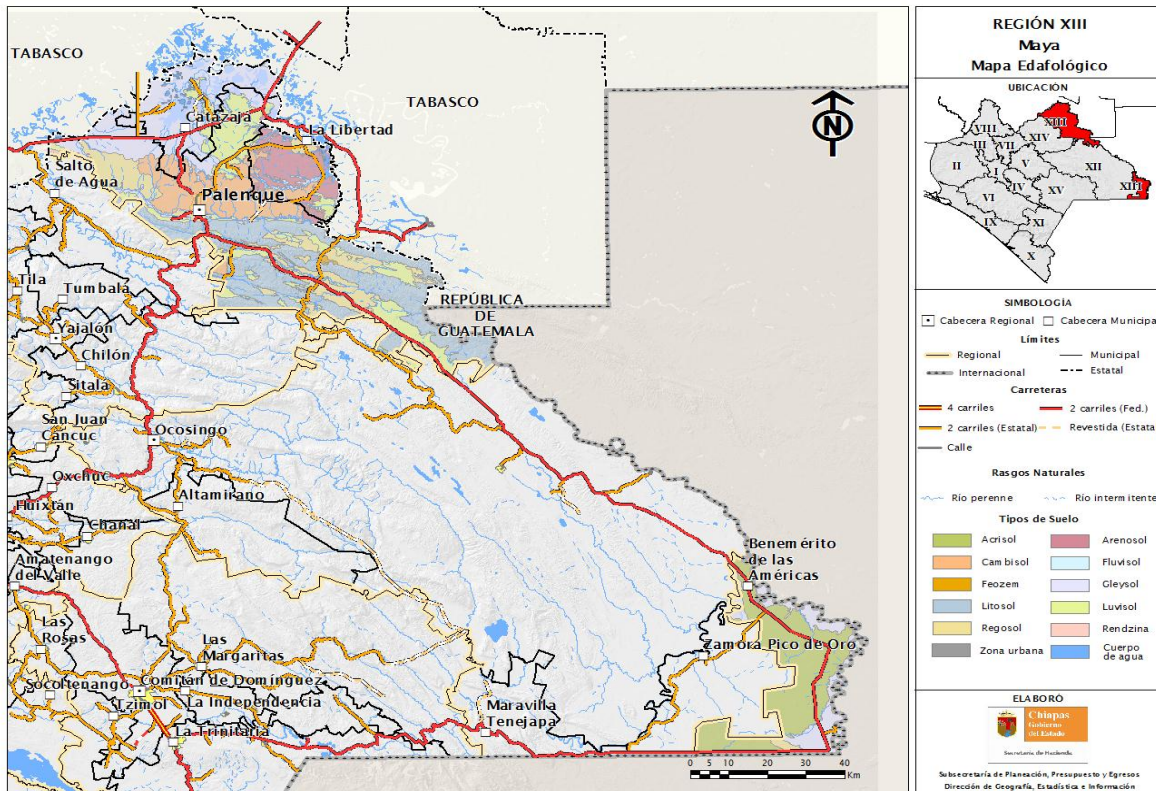 TABASCO
TABASCO
Catazajá
La Libertad
Salto
de Agua
Palenque
Tila
Tumbalá
REPÚBLICA
DE
GUATEMALA
Yajalón
Chilón
Sitalá
San Juan
Cancuc
Ocosingo
Oxchuc
Altamirano
Huixtán
Chanal
Benemérito
de las
Américas
Amatenango
del Valle
Las
Rosas
Las
Margaritas
Zamora Pico de Oro
Comitán de Domínguez
Socoltenango
La Independencia
Tzimol
Maravilla
Tenejapa
La Trinitaria
N
0 5 10 20 30 40
Km
REGIÓN XIII
Maya
Mapa Edafológico
UBICACIÓN
XIII
VIII
XIV
III
VII
II
I
V
XII
IV
VI
XV
XIII
IX
XI
X
SIMBOLOGÍA
Cabecera Regional
Cabecera Municipa
Límites
Regional
Municipal
Internacional
Estatal
Carreteras
4 carriles
2 carriles (Fed.)
2 carriles (Estatal)
Revestida (Estata
Calle
Rasgos Naturales
Río perenne
Río intermitente
Tipos de Suelo
Acrisol
Arenosol
Cambisol
Fluvisol
Feozem
Gleysol
Litosol
Luvisol
Regosol
Rendzina
Zona urbana
Cuerpo
de agua
ELABORÓ
Chiapas
Gobierno
del Estado
Secretaría de Hacienda
Subsecretaría de Planeación, Presupuesto y Egresos
Dirección de Geografía, Estadística e Información